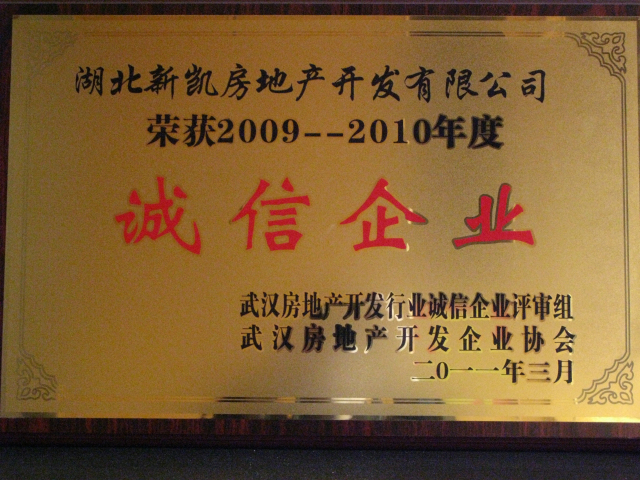 湖北新凯房地产开发有限公司
荣获2009--2010年度
诚信企业
武汉房地产开发行业诚信企业评审组
武汉房地产开发企业协会
二0一一年三月